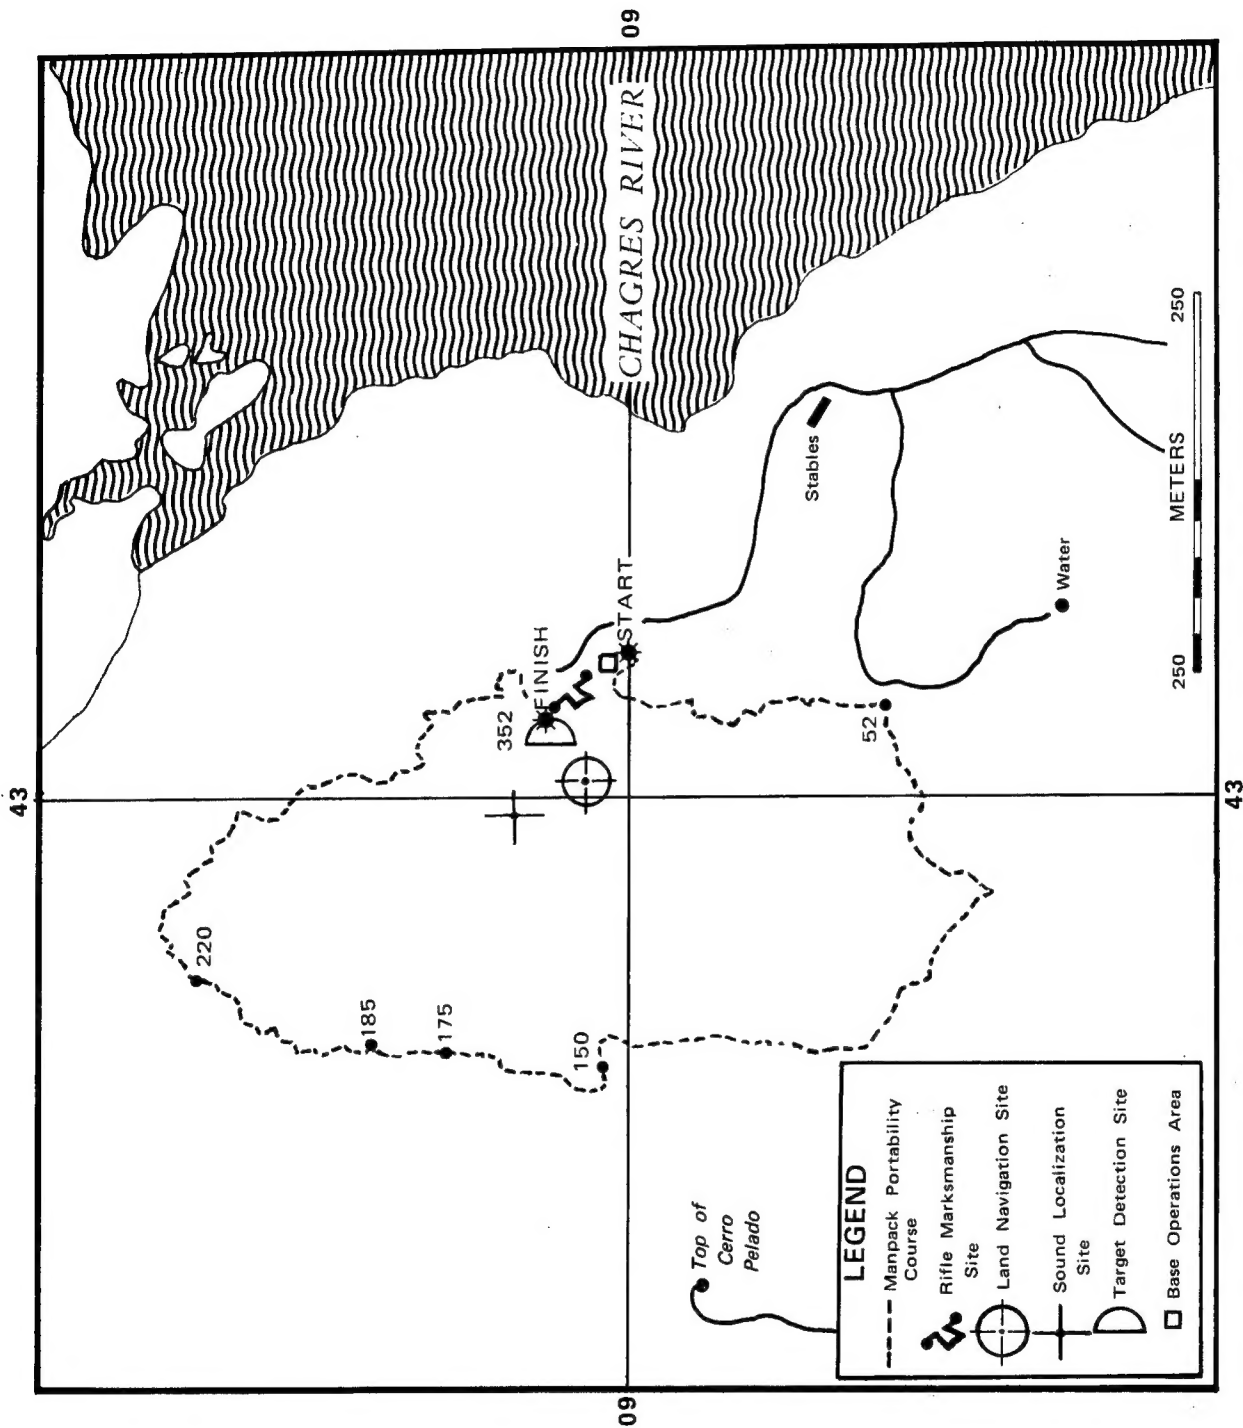 09
43
CHAGRES RIVER
FINISH
START
352
52
220
185
175
150
Stables
Water
250 METERS 250
Top of
Cerro
Pelado
LEGEND
Manpack Portability
Course
Rifle Marksmanship
Site
Land Navigation Site
Sound Localization
Site
Target Detection Site
Base Operations Area
43
09